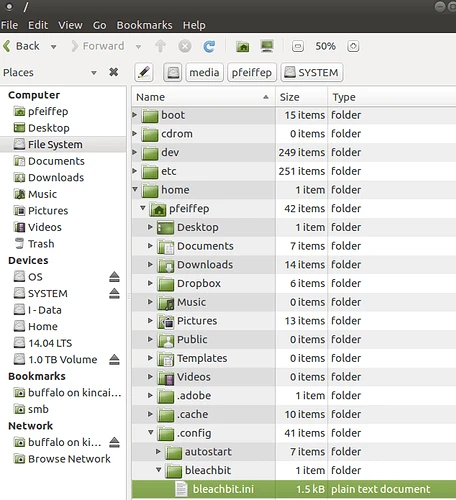 /
File Edit View Go Bookmarks Help
Back Forward 50%
Places media pfeiffep SYSTEM
Computer
pfeiffep
Desktop
File System
Documents
Downloads
Music
Pictures
Videos
Trash
Devices
OS
SYSTEM
I - Data
Home
14.04 LTS
1.0 TB Volume
Bookmarks
buffalo on kincai...
smb
Network
buffalo on ki...
Browse Network
Name Size Type
boot 15 items folder
cdrom 0 items folder
dev 249 items folder
etc 251 items folder
home 1 item folder
pfeiffep 42 items folder
Desktop 1 item folder
Documents 7 items folder
Downloads 14 items folder
Dropbox 6 items folder
Music 0 items folder
Pictures 13 items folder
Public 0 items folder
Templates 0 items folder
Videos 0 items folder
.adobe 1 item folder
.cache 10 items folder
.config 41 items folder
autostart 7 items folder
bleachbit 1 item folder
bleachbit.ini 1.5 kB plain text document